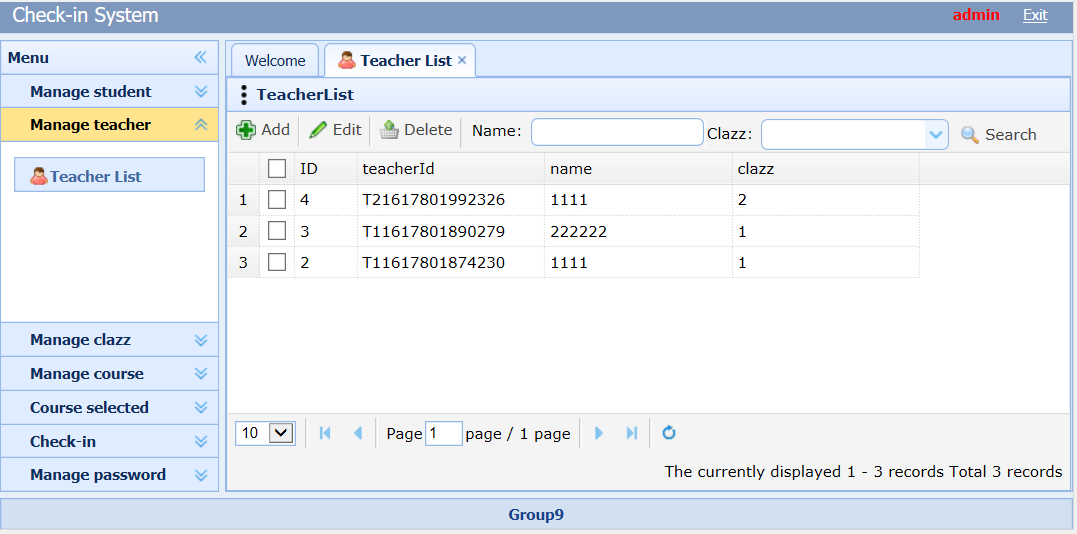 Check-in System admin Exit
Menu
Manage student
Manage teacher
Teacher List
Manage clazz
Manage course
Course selected
Check-in
Manage password
Welcome Teacher List
TeacherList
Add Edit Delete Name: Clazz: Search
ID teacherId name clazz
1 4 T21617801992326 1111 2
2 3 T11617801890279 222222 1
3 2 T11617801874230 1111 1
10 Page 1 page / 1 page
The currently displayed 1 - 3 records Total 3 records
Group9